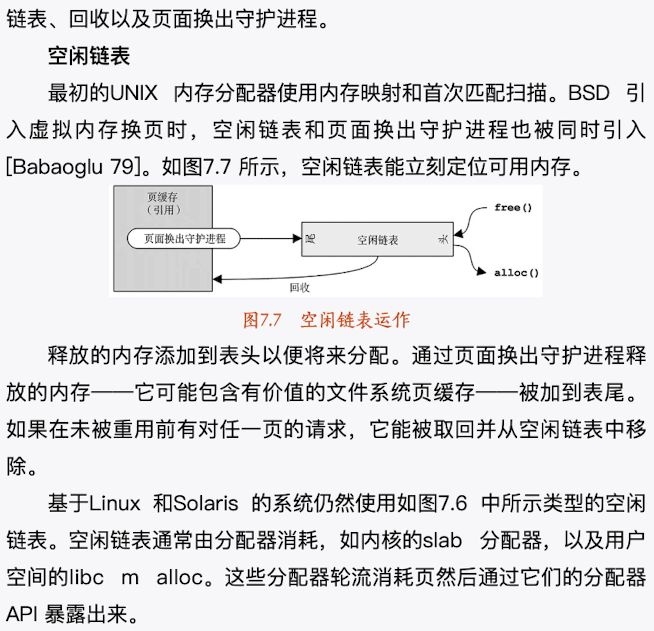 链表、回收以及页面换出守护进程。
空闲链表
最初的UNIX 内存分配器使用内存映射和首次匹配扫描。BSD 引
入虚拟内存换页时，空闲链表和页面换出守护进程也被同时引入
[Babaoglu 79]。如图7.7 所示，空闲链表能立刻定位可用内存。
页缓存
（引用）
页面换出守护进程
尾
空闲链表
头
free()
alloc()
回收
图7.7 空闲链表运作
释放的内存添加到表头以便将来分配。通过页面换出守护进程释
放的内存——它可能包含有价值的文件系统页缓存——被加到表尾。
如果在未被重用前有对任一页的请求，它能被取回并从空闲链表中移
除。
基于Linux 和Solaris 的系统仍然使用如图7.6 中所示类型的空闲
链表。空闲链表通常由分配器消耗，如内核的slab 分配器，以及用户
空间的libc m alloc。这些分配器轮流消耗页然后通过它们的分配器
API 暴露出来。